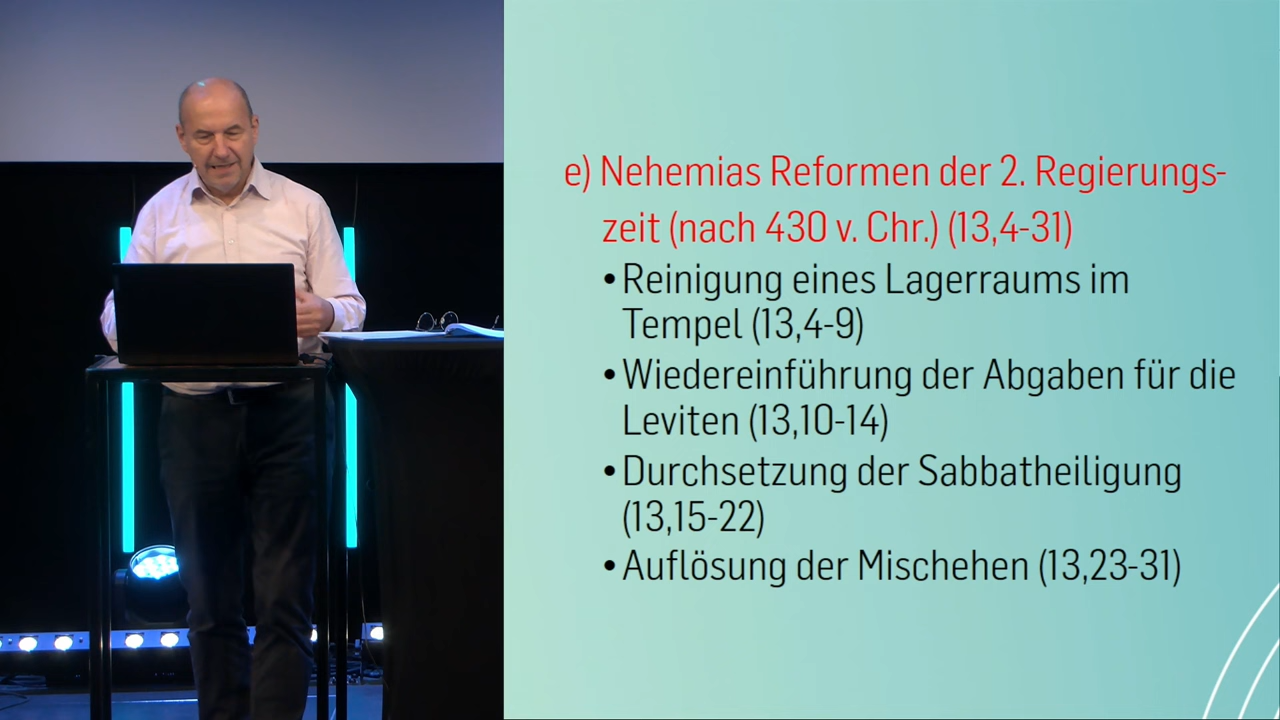 e) Nehemias Reformen der 2. Regierungs-
zeit (nach 430 v. Chr.) (13,4-31)
•Reinigung eines Lagerraums im
Tempel (13,4-9)
•Wiedereinführung der Abgaben für die
Leviten (13,10-14)
•Durchsetzung der Sabbatheiligung
(13,15-22)
•Auflösung der Mischehen (13,23-31)